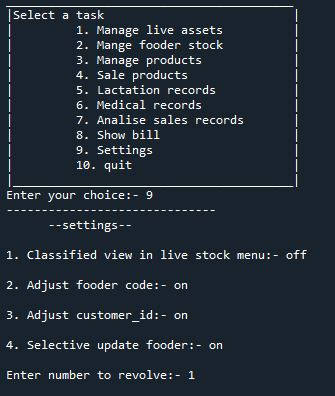 Select a task
1. Manage live assets
2. Mange fooder stock
3. Manage products
4. Sale products
5. Lactation records
6. Medical records
7. Analise sales records
8. Show bill
9. Settings
10. quit
Enter your choice:- 9
------------------------------
--settings--
1. Classified view in live stock menu:- off
2. Adjust fooder code:- on
3. Adjust customer_id:- on
4. Selective update fooder:- on
Enter number to revolve:- 1